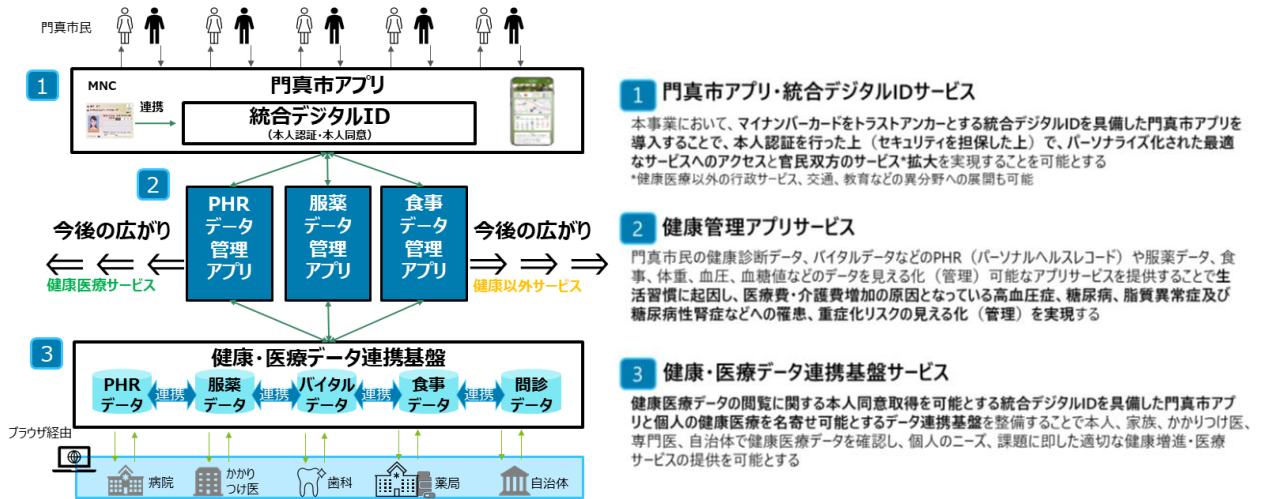 門真市民
1
MNC
門真市アプリ
連携
統合デジタルID
(本人認証・本人同意)
2
PHR
データ
管理
アプリ
服薬
データ
管理
アプリ
食事
データ
管理
アプリ
今後の広がり
健康医療サービス
今後の広がり
健康以外サービス
3
健康・医療データ連携基盤
PHR
データ
連携
服薬
データ
連携
バイタル
データ
連携
食事
データ
連携
問診
データ
ブラウザ経由
病院
かかり
つけ医
歯科
薬局
自治体
1 門真市アプリ・統合デジタルIDサービス
本事業において、マイナンバーカードをトラストアンカーとする統合デジタルIDを具備した門真市アプリを
導入することで、本人認証を行った上（セキュリティを担保した上）で、パーソナライズ化された最適
なサービスへのアクセスと官民双方のサービス*拡大を実現することを可能とする
*健康医療以外の行政サービス、交通、教育などの異分野への展開も可能
2 健康管理アプリサービス
門真市民の健康診断データ、バイタルデータなどのPHR（パーソナルヘルスレコード）や服薬データ、食
事、体重、血圧、血糖値などのデータを見える化（管理）可能なアプリサービスを提供することで生
活習慣に起因し、医療費・介護費増加の原因となっている高血圧症、糖尿病、脂質異常症及び
糖尿病性腎症などへの罹患、重症化リスクの見える化（管理）を実現する
3 健康・医療データ連携基盤サービス
健康医療データの閲覧に関する本人同意取得を可能とする統合デジタルIDを具備した門真市アプ
リと個人の健康医療を名寄せ可能とするデータ連携基盤を整備することで本人、家族、かかりつけ医、
専門医、自治体で健康医療データを確認し、個人のニーズ、課題に即した適切な健康増進・医療
サービスの提供を可能とする